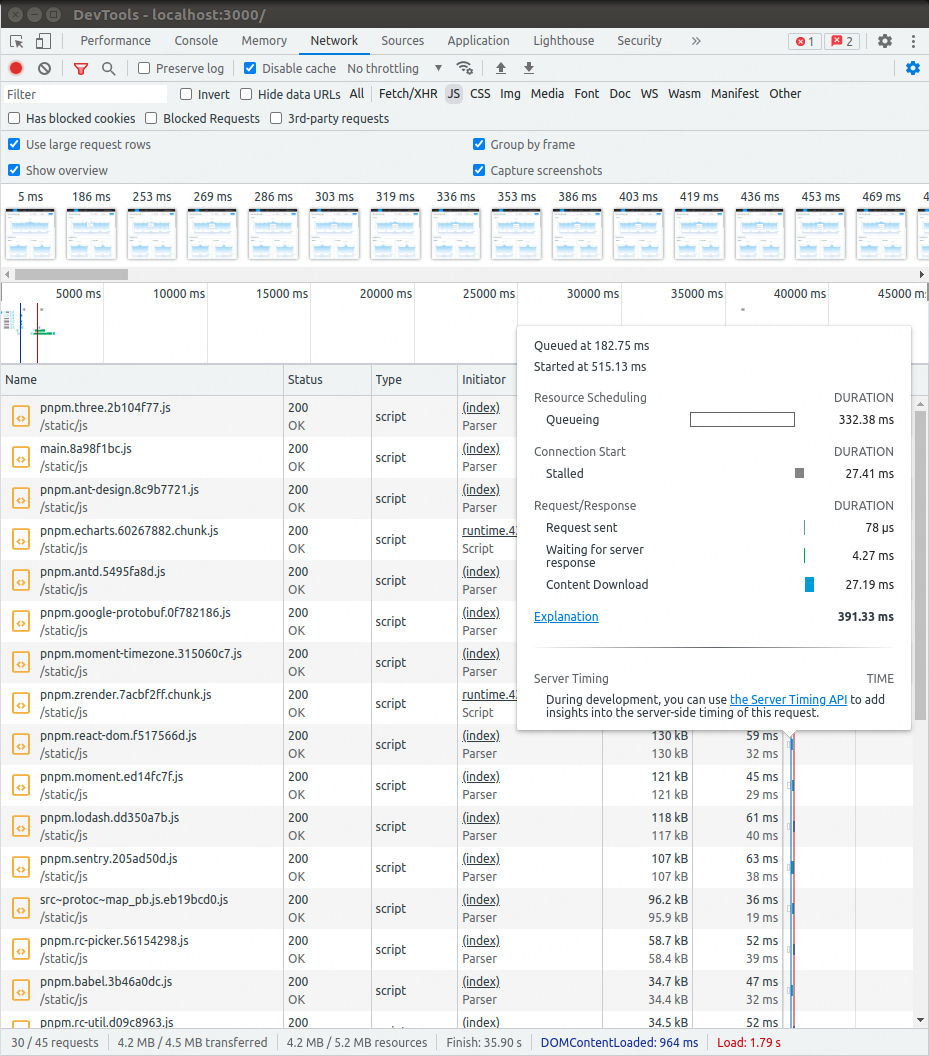 DevTools - localhost:3000/
Performance Console Memory Network Sources Application Lighthouse Security » 1 2
Preserve log Disable cache No throttling
Filter Invert Hide data URLs All Fetch/XHR JS CSS Img Media Font Doc WS Wasm Manifest Other
Has blocked cookies Blocked Requests 3rd-party requests
Use large request rows Group by frame
Show overview Capture screenshots
5 ms 186 ms 253 ms 269 ms 286 ms 303 ms 319 ms 336 ms 353 ms 386 ms 403 ms 419 ms 436 ms 453 ms 469 ms 4
5000 ms 10000 ms 15000 ms 20000 ms 25000 ms 30000 ms 35000 ms 40000 ms 45000 m
Name Status Type Initiator
pnpm.three.2b104f77.js 200 script (index)
/static/js OK Parser
main.8a98f1bc.js 200 script (index)
/static/js OK Parser
pnpm.ant-design.8c9b7721.js 200 script (index)
/static/js OK Parser
pnpm.echarts.60267882.chunk.js 200 script runtime.4
/static/js OK Script
pnpm.antd.5495fa8d.js 200 script (index)
/static/js OK Parser
pnpm.google-protobuf.0f782186.js 200 script (index)
/static/js OK Parser
pnpm.moment-timezone.315060c7.js 200 script (index)
/static/js OK Parser
pnpm.zrender.7acbf2ff.chunk.js 200 script runtime.4
/static/js OK Script
pnpm.react-dom.f517566d.js 200 script (index) 130 kB 59 ms
/static/js OK Parser 130 kB 32 ms
pnpm.moment.ed14fc7f.js 200 script (index) 121 kB 45 ms
/static/js OK Parser 121 kB 29 ms
pnpm.lodash.dd350a7b.js 200 script (index) 118 kB 61 ms
/static/js OK Parser 117 kB 40 ms
pnpm.sentry.205ad50d.js 200 script (index) 107 kB 63 ms
/static/js OK Parser 107 kB 38 ms
src~protoc~map_pb.js.eb19bcd0.js 200 script (index) 96.2 kB 36 ms
/static/js OK Parser 95.9 kB 19 ms
pnpm.rc-picker.56154298.js 200 script (index) 58.7 kB 52 ms
/static/js OK Parser 58.4 kB 39 ms
pnpm.babel.3b46a0dc.js 200 script (index) 34.7 kB 47 ms
/static/js OK Parser 34.4 kB 32 ms
pnpm.rc-util.d09c8963.js 200 (index) 34.5 kB 52 ms
Queued at 182.75 ms
Started at 515.13 ms
Resource Scheduling DURATION
Queueing 332.38 ms
Connection Start DURATION
Stalled 27.41 ms
Request/Response DURATION
Request sent 78 μs
Waiting for server
response 4.27 ms
Content Download 27.19 ms
Explanation 391.33 ms
Server Timing TIME
During development, you can use the Server Timing API to add
insights into the server-side timing of this request.
30 / 45 requests 4.2 MB / 4.5 MB transferred 4.2 MB / 5.2 MB resources Finish: 35.90 s DOMContentLoaded: 964 ms Load: 1.79 s